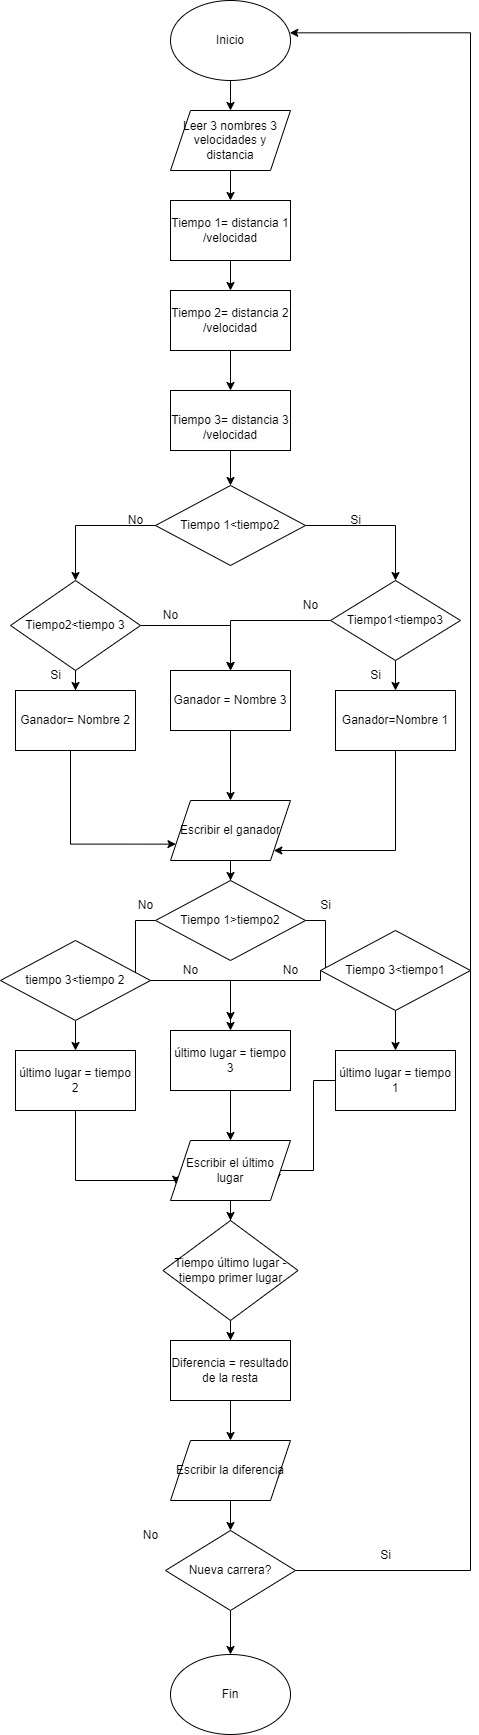 Inicio
Leer 3 nombres 3
velocidades y
distancia
Tiempo 1= distancia 1
/velocidad
Tiempo 2= distancia 2
/velocidad
Tiempo 3= distancia 3
/velocidad
No
Tiempo 1<tiempo2
Si
Tiempo2<tiempo 3
No
No
Tiempo1<tiempo3
Si
Si
Ganador= Nombre 2
Ganador = Nombre 3
Ganador=Nombre 1
Escribir el ganador
No
Tiempo 1>tiempo2
Si
tiempo 3<tiempo 2
No
No
Tiempo 3<tiempo1
último lugar = tiempo
2
último lugar = tiempo
3
último lugar = tiempo
1
Escribir el último
lugar
Tiempo último lugar -
tiempo primer lugar
Diferencia = resultado
de la resta
Escribir la diferencia
No
Nueva carrera?
Si
Fin